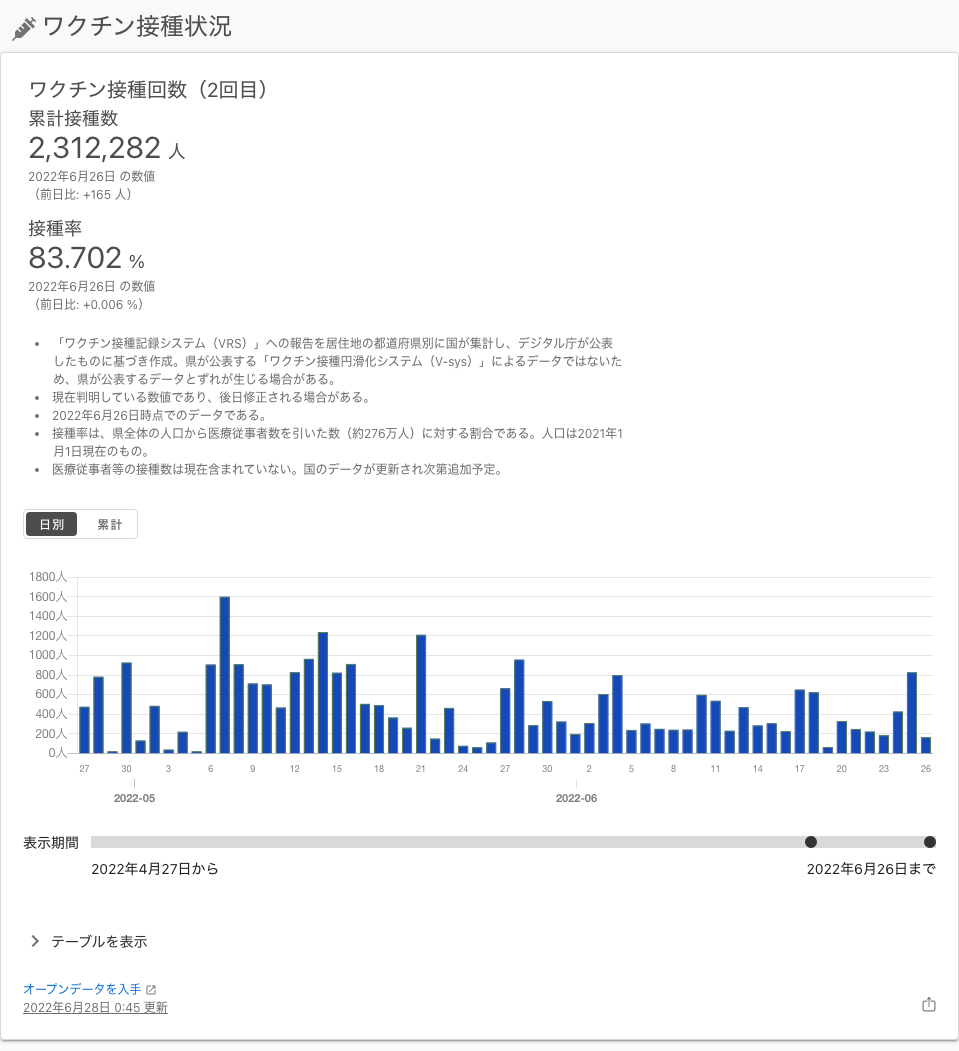 ワクチン接種状況
ワクチン接種回数（2回目）
累計接種数
2,312,282 人
2022年6月26日 の数値
（前日比: +165 人）
接種率
83.702 %
2022年6月26日 の数値
（前日比: +0.006 %）
• 「ワクチン接種記録システム（VRS）」への報告を居住地の都道府県別に国が集計し、デジタル庁が公表
したものに基づき作成。県が公表する「ワクチン接種円滑化システム（V-sys）」によるデータではないた
め、県が公表するデータとずれが生じる場合がある。
• 現在判明している数値であり、後日修正される場合がある。
• 2022年6月26日時点でのデータである。
• 接種率は、県全体の人口から医療従事者数を引いた数（約276万人）に対する割合である。人口は2021年1
月1日現在のもの。
• 医療従事者等の接種数は現在含まれていない。国のデータが更新され次第追加予定。
日別 累計
1800人
1600人
1400人
1200人
1000人
800人
600人
400人
200人
0人
27 30 3 6 9 12 15 18 21 24 27 30 2 5 8 11 14 17 20 23 26
2022-05 2022-06
表示期間
2022年4月27日から 2022年6月26日まで
テーブルを表示
オープンデータを入手
2022年6月28日 0:45 更新